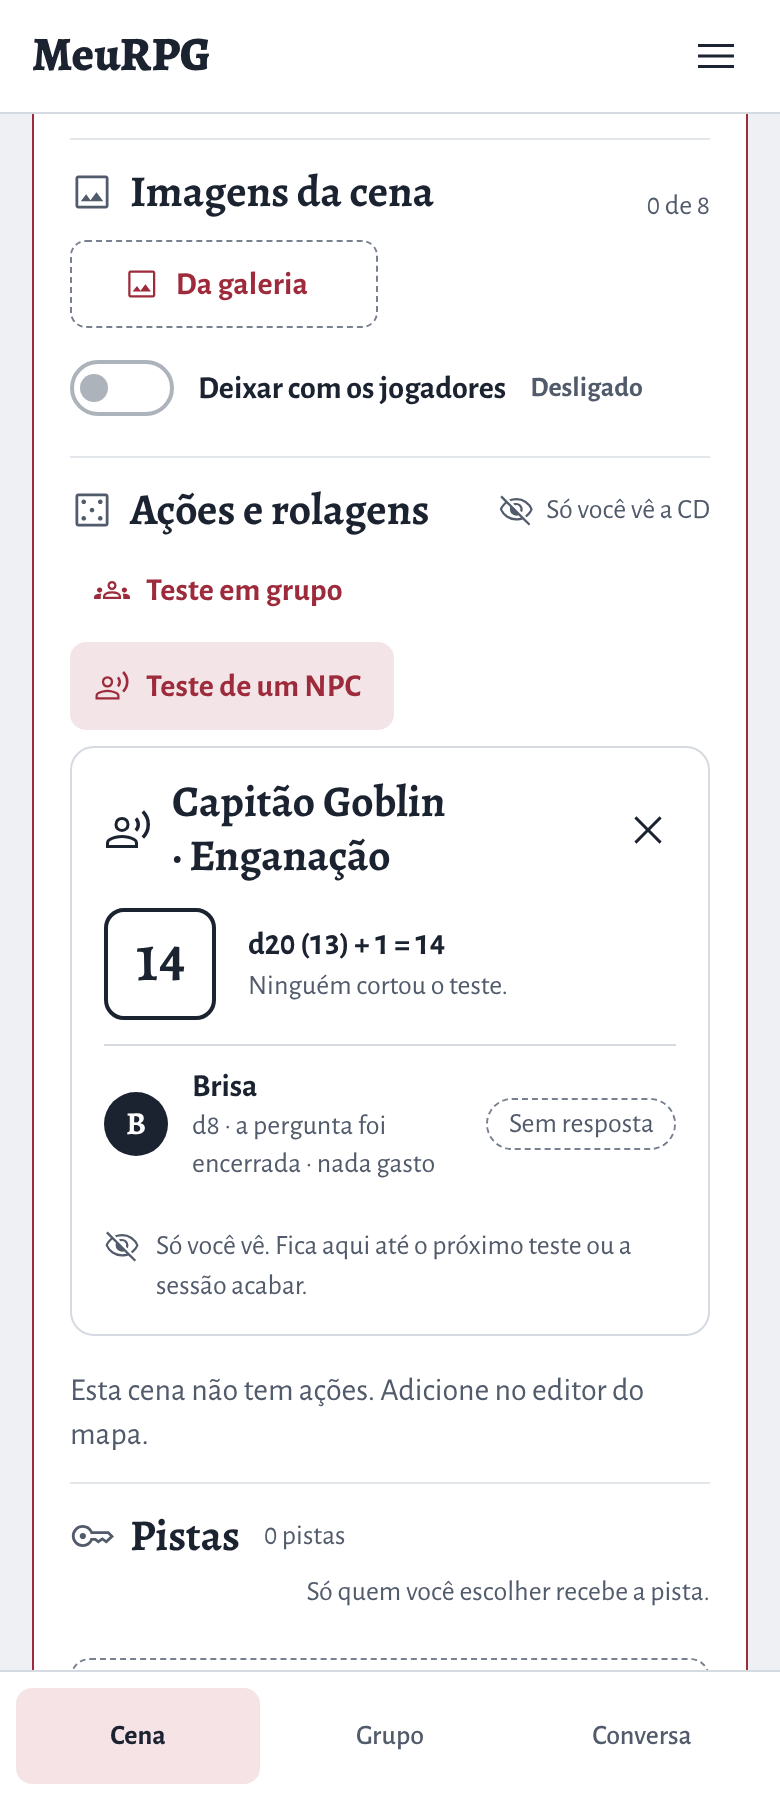 MeuRPG
Imagens da cena
0 de 8
Da galeria
Deixar com os jogadores Desligado
Ações e rolagens
Só você vê a CD
Teste em grupo
Teste de um NPC
Capitão Goblin
· Enganação
14
d20 (13) + 1 = 14
Ninguém cortou o teste.
B
Brisa
d8 · a pergunta foi
encerrada · nada gasto
Sem resposta
Só você vê. Fica aqui até o próximo teste ou a
sessão acabar.
Esta cena não tem ações. Adicione no editor do
mapa.
Pistas 0 pistas
Só quem você escolher recebe a pista.
Cena
Grupo
Conversa